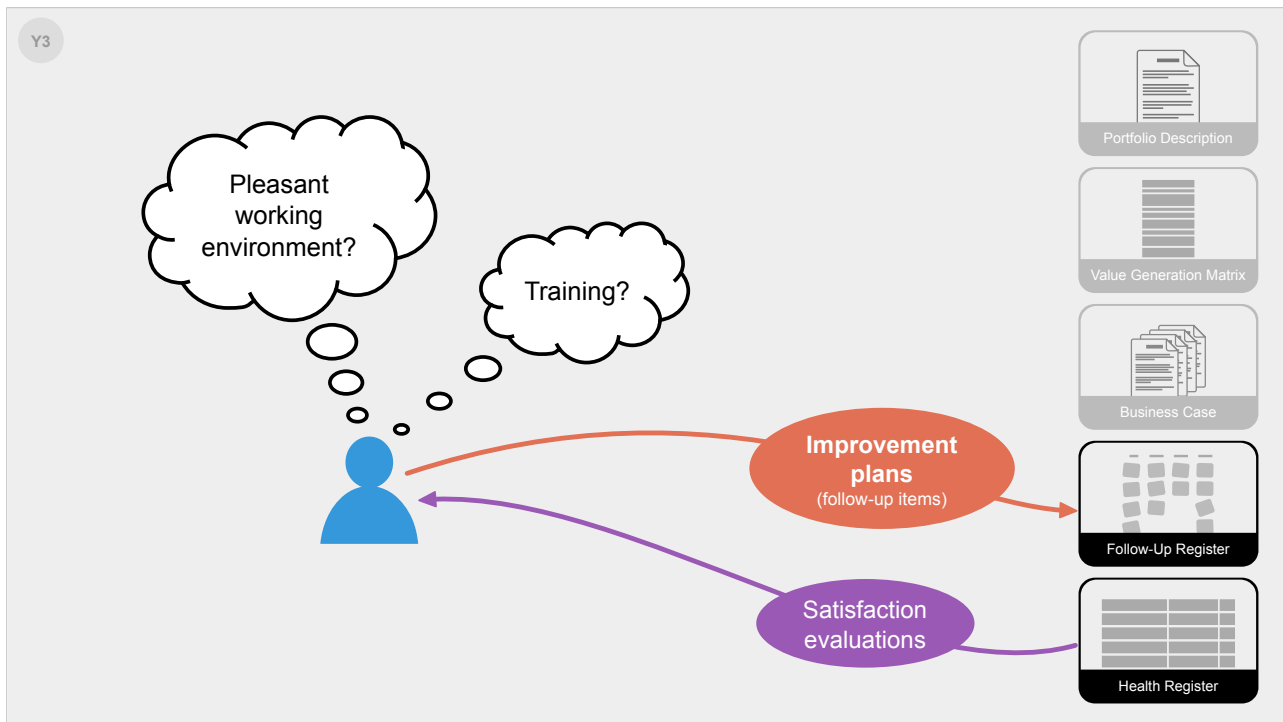 Y3
Pleasant
working
environment?
Training?
Improvement
plans
(follow-up items)
Satisfaction
evaluations
Portfolio Description
Value Generation Matrix
Business Case
Follow-Up Register
Health Register